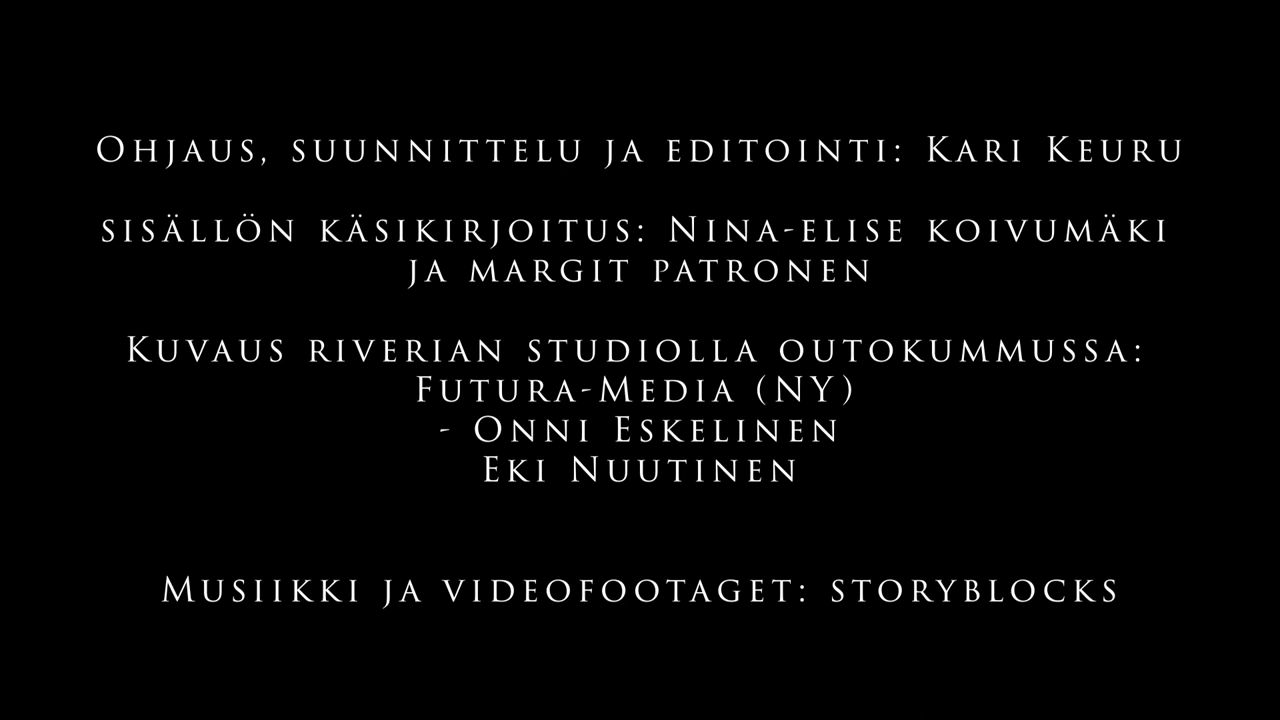 Ohjaus, suunnittelu ja editointi: Kari Keuru
sisällön käsikirjoitus: Nina-elise koivumäki
ja margit patronen
Kuvaus riverian studiolla outokummussa:
Futura-Media (NY)
- Onni Eskelinen
Eki Nuutinen
Musiikki ja videofootaget: storyblocks